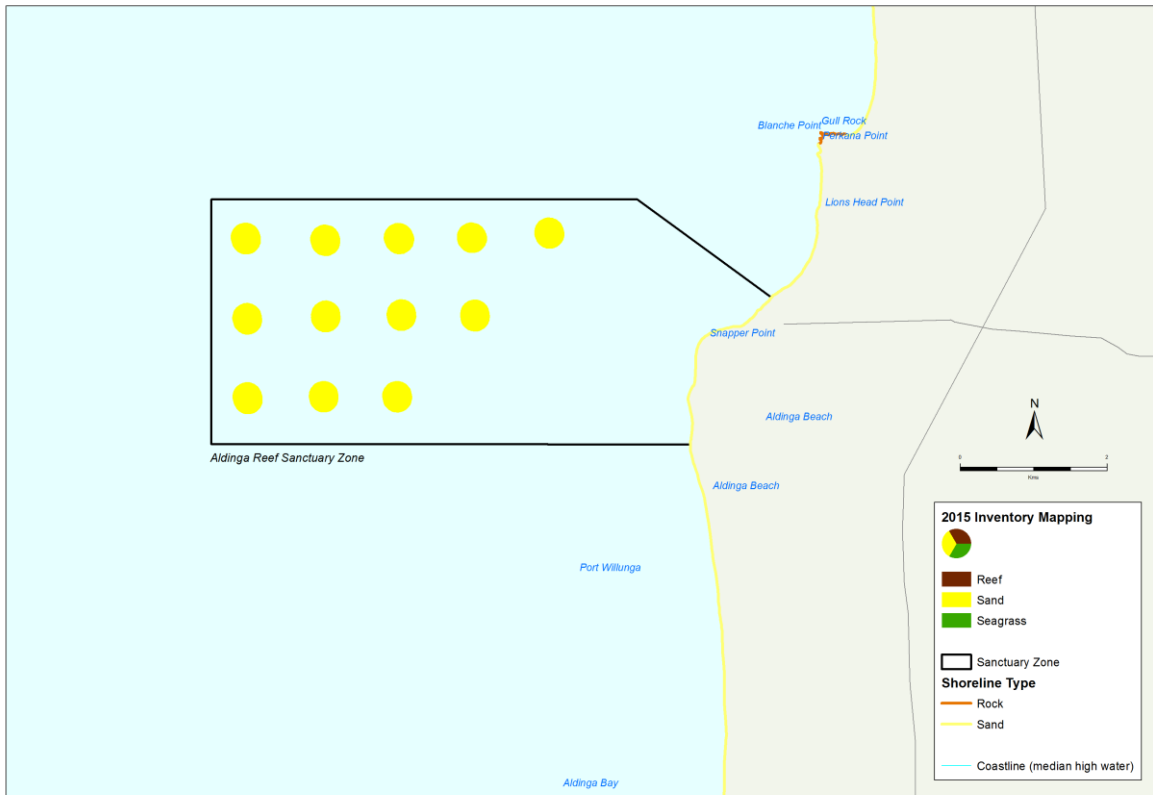 Gull Rock
Blanche Point
Perkana Point
Lions Head Point
Snapper Point
Aldinga Beach
N
0 2
Kms
Aldinga Reef Sanctuary Zone
Aldinga Beach
Port Willunga
Aldinga Bay
2015 Inventory Mapping
Reef
Sand
Seagrass
Sanctuary Zone
Shoreline Type
Rock
Sand
Coastline (median high water)